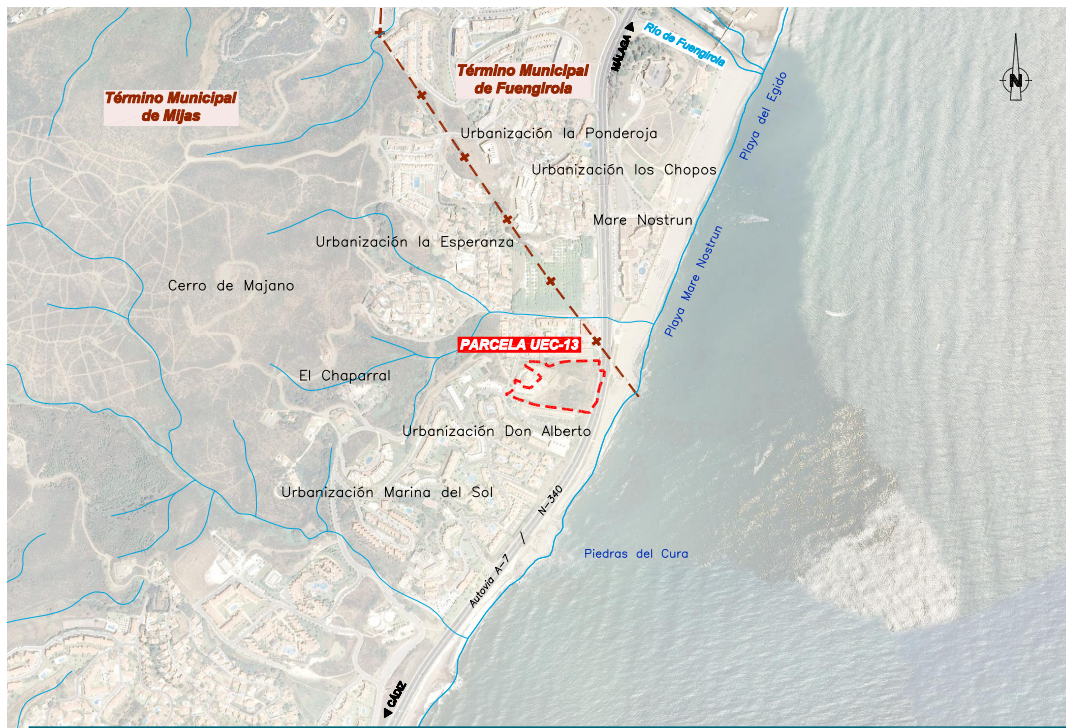 Río de Fuengirola
MÁLAGA
N
Término Municipal
de Fuengirola
Término Municipal
de Mijas
Playa del Egido
Urbanización la Ponderoja
Urbanización los Chopos
Mare Nostrun
Urbanización la Esperanza
Playa Mare Nostrun
Cerro de Majano
PARCELA UEC-13
El Chaparral
Urbanización Don Alberto
Urbanización Marina del Sol
Autovía A-7 / N-340
Piedras del Cura
CÁDIZ